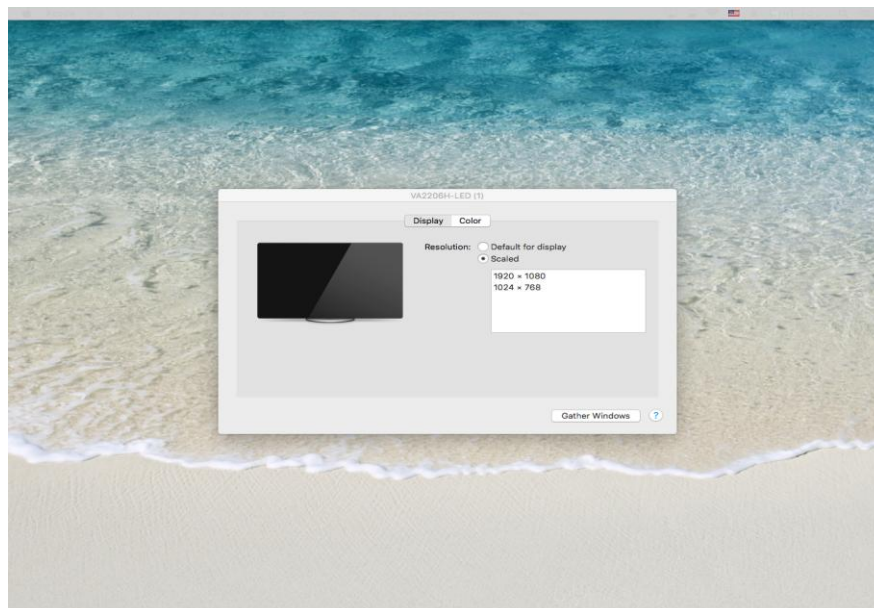 VA2206H-LED (1)
Display Color
Resolution: Default for display
Scaled
1920 × 1080
1024 × 768
Gather Windows ?